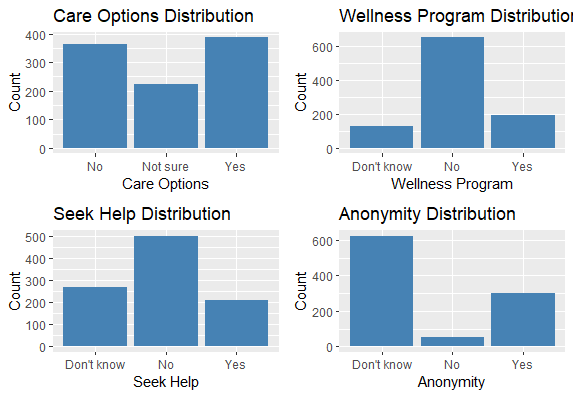 Care Options Distribution
Count
400
300
200
100
0
No Not sure Yes
Care Options
Wellness Program Distribution
Count
600
400
200
0
Don't know No Yes
Wellness Program
Seek Help Distribution
Count
500
400
300
200
100
0
Don't know No Yes
Seek Help
Anonymity Distribution
Count
600
400
200
0
Don't know No Yes
Anonymity